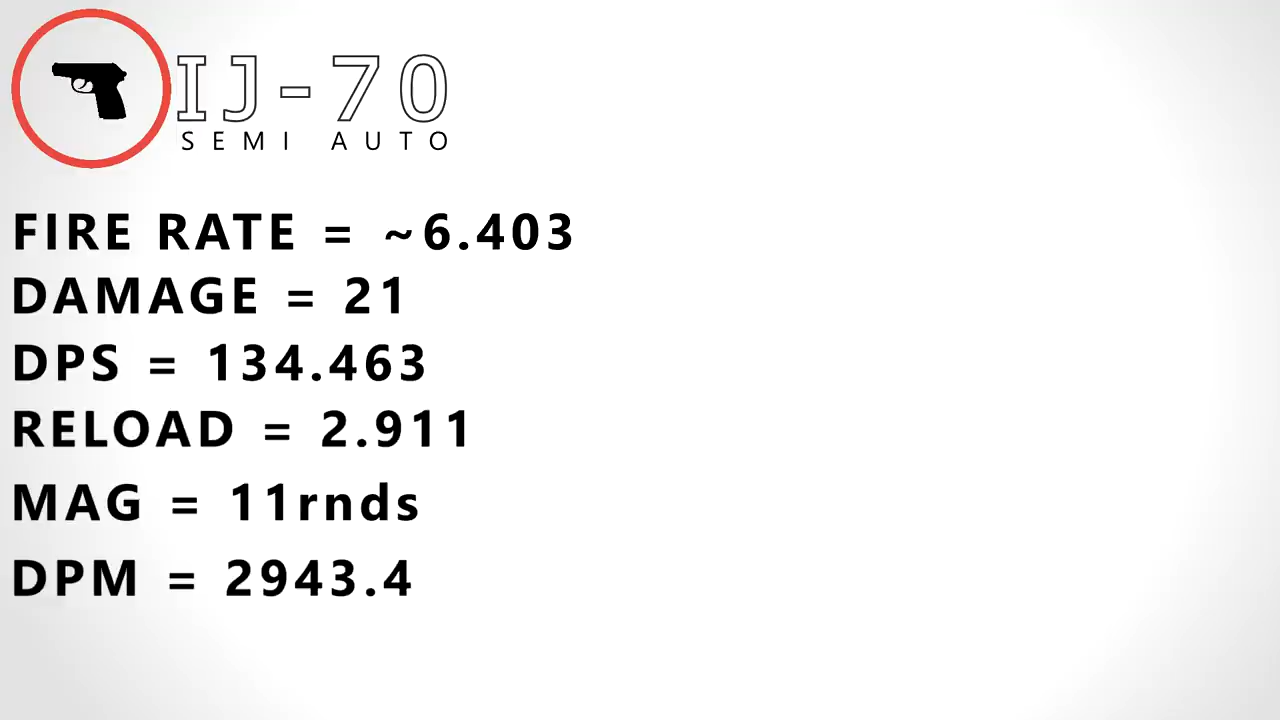 IJ-70
SEMI AUTO
FIRE RATE = ~6.403
DAMAGE = 21
DPS = 134.463
RELOAD = 2.911
MAG = 11rnds
DPM = 2943.4